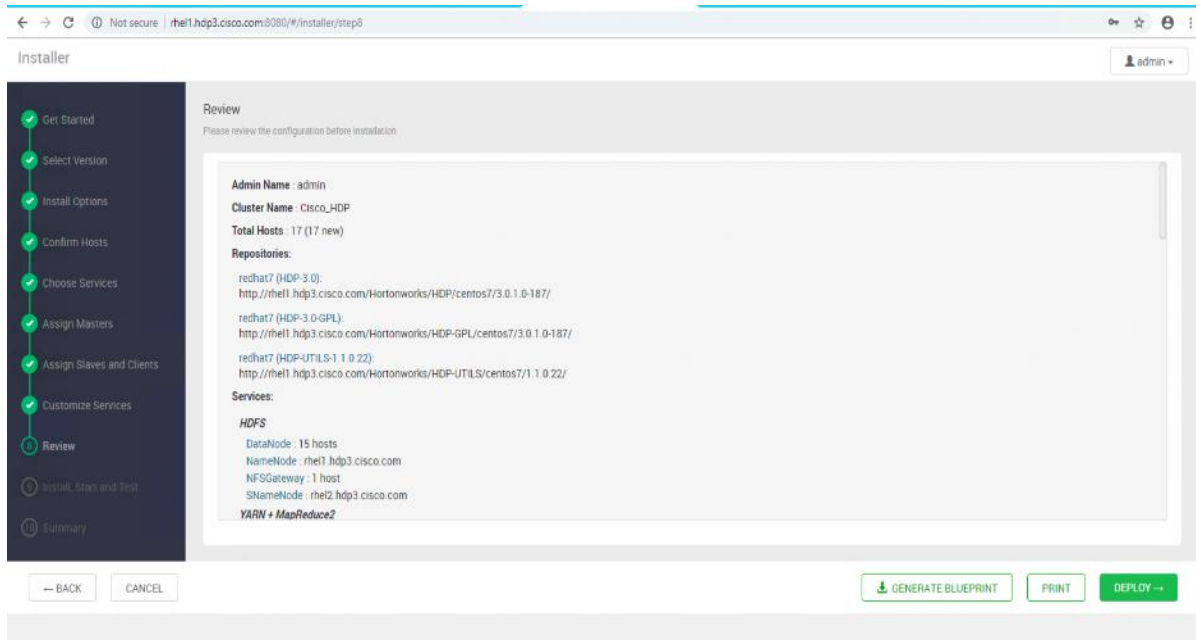 Not secure | rhel1.hdp3.cisco.com:8080/#/installer/step8
Installer
admin
Get Started
Select Version
Install Options
Confirm Hosts
Choose Services
Assign Masters
Assign Slaves and Clients
Customize Services
8 Review
9 Install, Start and Test
10 Summary
Review
Please review the configuration before installation
Admin Name : admin
Cluster Name : Cisco_HDP
Total Hosts : 17 (17 new)
Repositories:
redhat7 (HDP-3.0):
http://rhel1.hdp3.cisco.com/Hortonworks/HDP/centos7/3.0.1.0-187/
redhat7 (HDP-3.0-GPL):
http://rhel1.hdp3.cisco.com/Hortonworks/HDP-GPL/centos7/3.0.1.0-187/
redhat7 (HDP-UTILS-1.1.0.22):
http://rhel1.hdp3.cisco.com/Hortonworks/HDP-UTILS/centos7/1.1.0.22/
Services:
HDFS
DataNode : 15 hosts
NameNode : rhel1.hdp3.cisco.com
NFSGateway : 1 host
SNameNode : rhel2.hdp3.cisco.com
YARN + MapReduce2
← BACK
CANCEL
GENERATE BLUEPRINT
PRINT
DEPLOY →